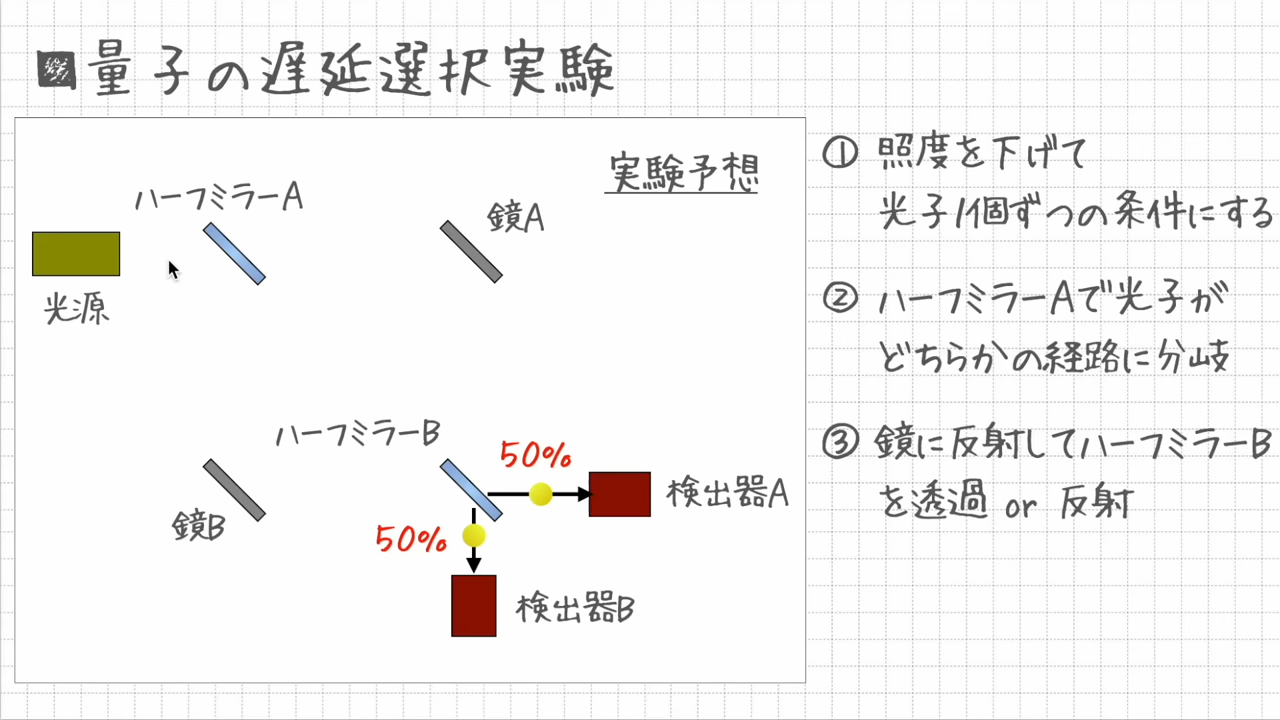 量子の遅延選択実験
実験予想
ハーフミラーA
鏡A
光源
ハーフミラーB
50%
検出器A
鏡B
50%
検出器B
① 照度を下げて
光子1個ずつの条件にする
② ハーフミラーAで光子が
どちらかの経路に分岐
③ 鏡に反射してハーフミラーB
を透過 or 反射